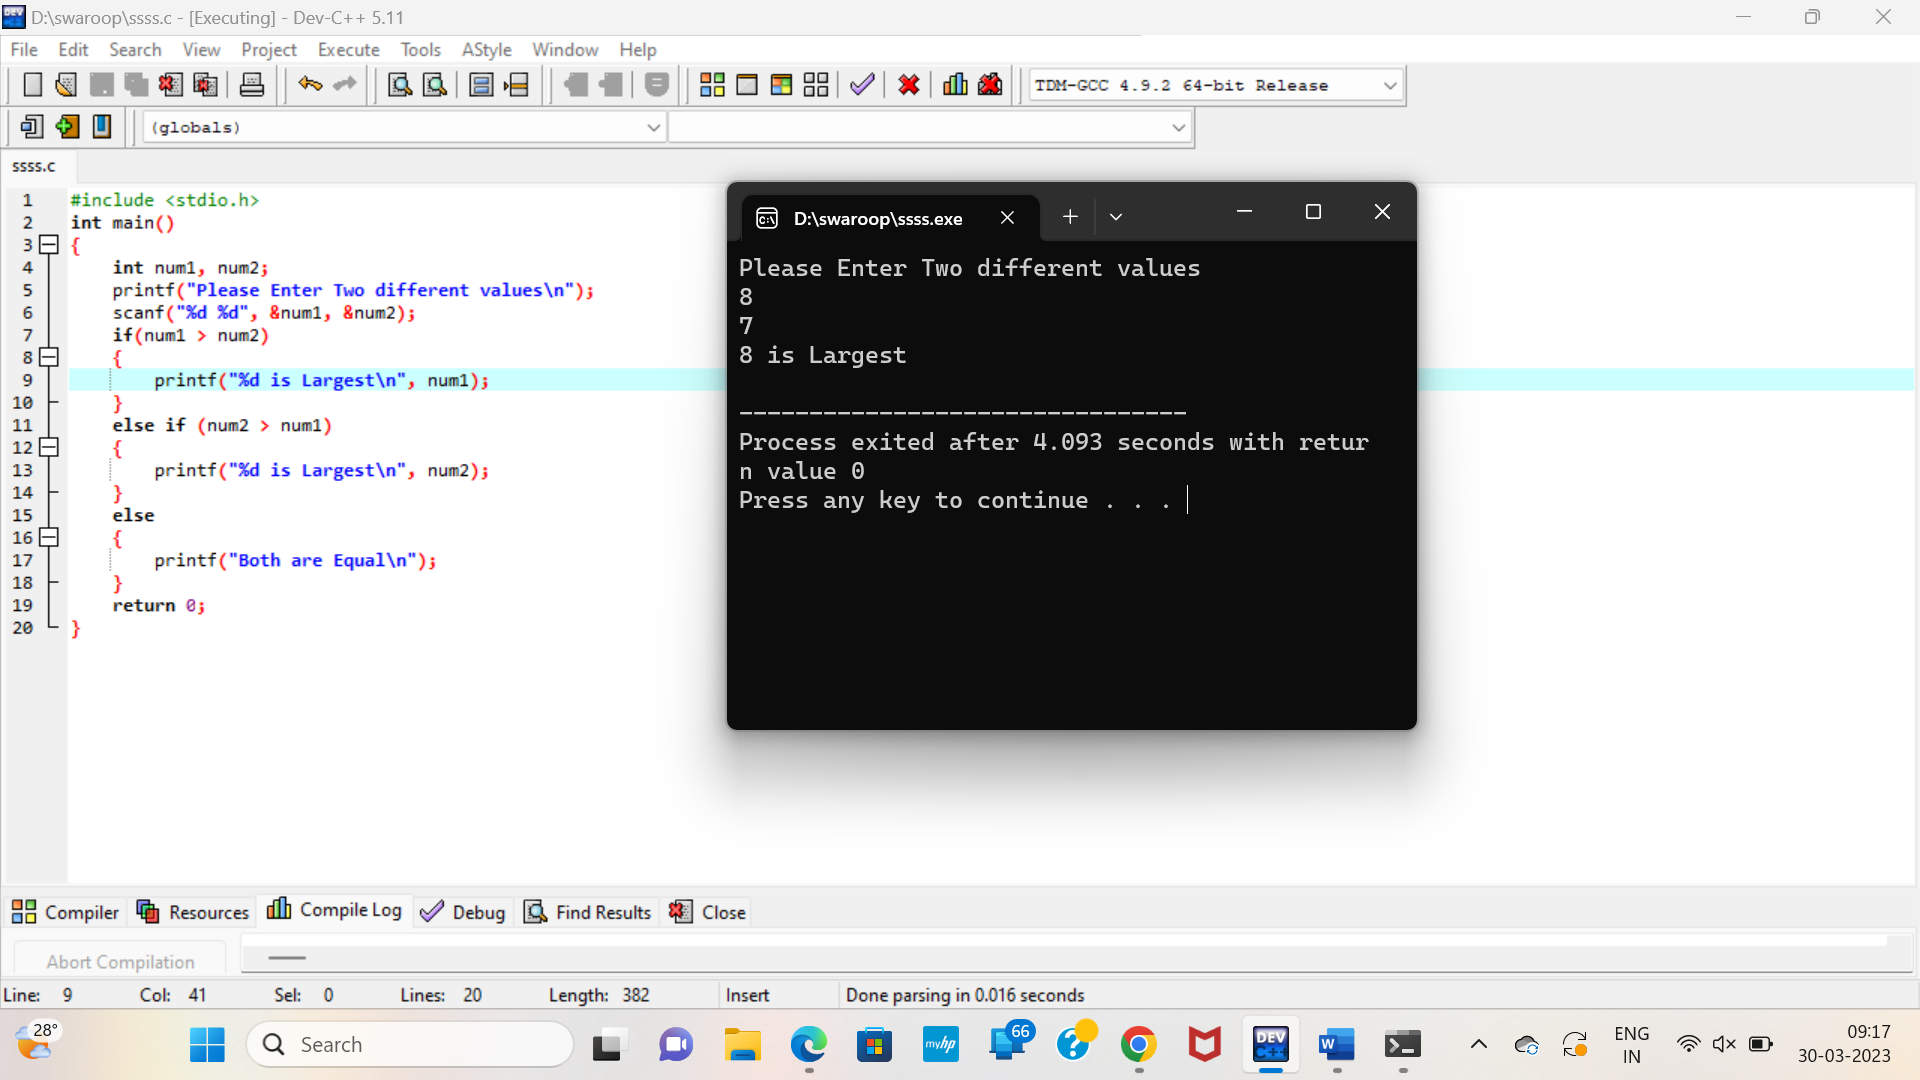 D:\swaroop\ssss.c - [Executing] - Dev-C++ 5.11
File Edit Search View Project Execute Tools AStyle Window Help
TDM-GCC 4.9.2 64-bit Release
(globals)
ssss.c
1 #include <stdio.h>
2 int main()
3 {
4 int num1, num2;
5 printf("Please Enter Two different values\n");
6 scanf("%d %d", &num1, &num2);
7 if(num1 > num2)
8 {
9 printf("%d is Largest\n", num1);
10 }
11 else if (num2 > num1)
12 {
13 printf("%d is Largest\n", num2);
14 }
15 else
16 {
17 printf("Both are Equal\n");
18 }
19 return 0;
20 }
D:\swaroop\ssss.exe
Please Enter Two different values
8
7
8 is Largest
--------------------------------
Process exited after 4.093 seconds with retur
n value 0
Press any key to continue . . .
Compiler Resources Compile Log Debug Find Results Close
Abort Compilation
Line: 9 Col: 41 Sel: 0 Lines: 20 Length: 382 Insert Done parsing in 0.016 seconds
28°
Search
myhp
66
DEV
C++
W
ENG
IN
09:17
30-03-2023